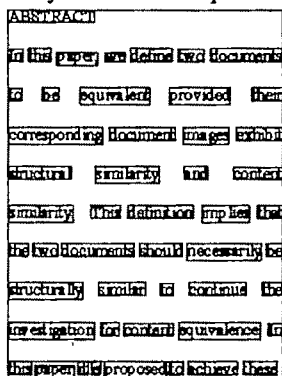 ABSTRACT
In this paper, we define two documents
to be equivalent provided their
corresponding document images exhibit
structural similarity and content
similarity. This definition implies that
the two documents should necessarily be
structurally similar to continue the
investigation for content equivalence. In
this paper, it is proposed to achieve these